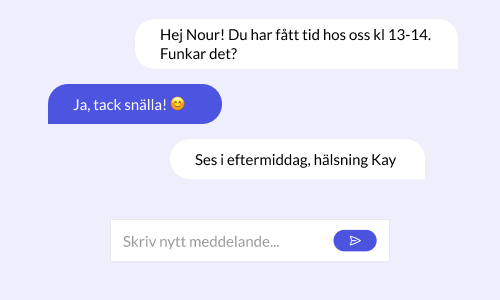 Hej Nour! Du har fått tid hos oss kl 13-14.
Funkar det?
Ja, tack snälla! 😊
Ses i eftermiddag, hälsning Kay
Skriv nytt meddelande...